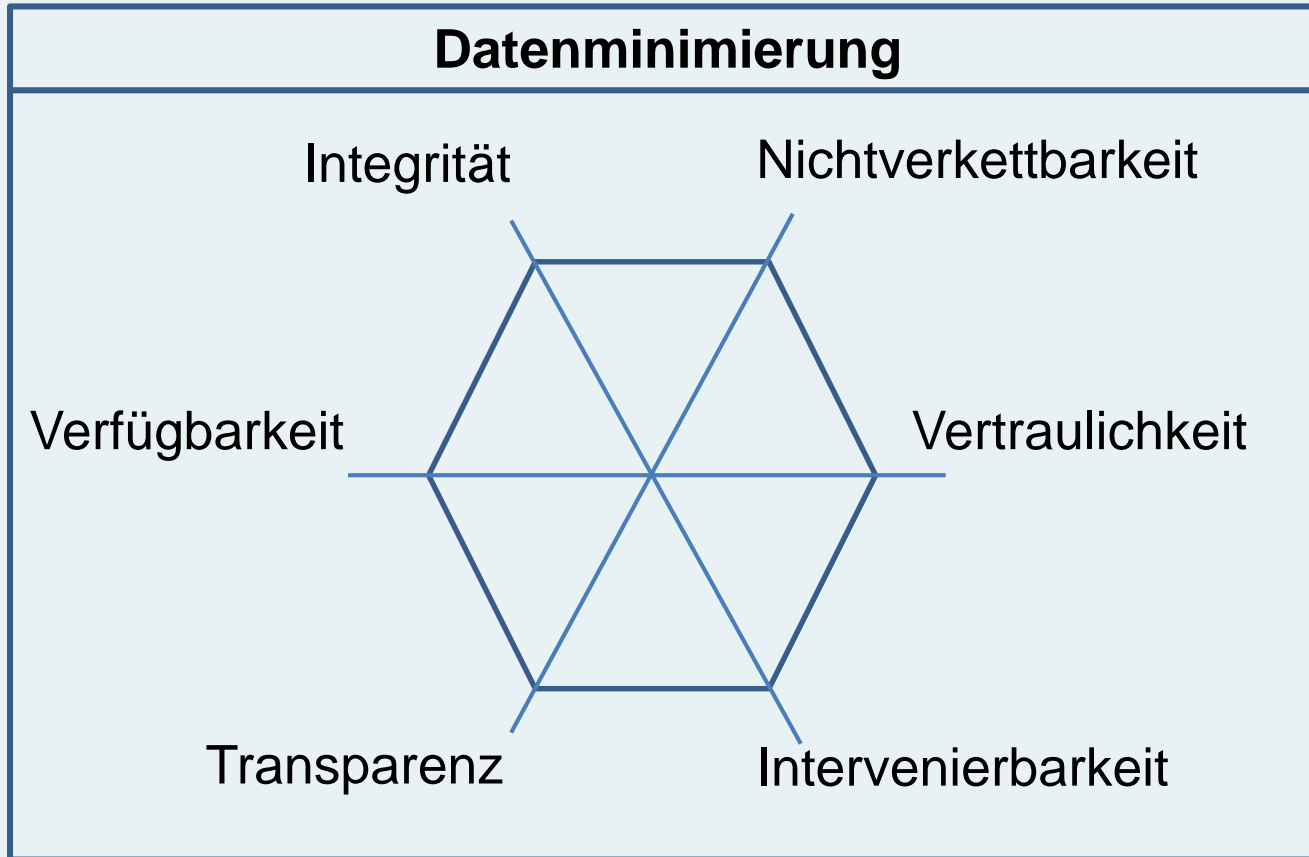 Datenminimierung
Integrität
Nichtverkettbarkeit
Verfügbarkeit
Vertraulichkeit
Transparenz
Intervenierbarkeit